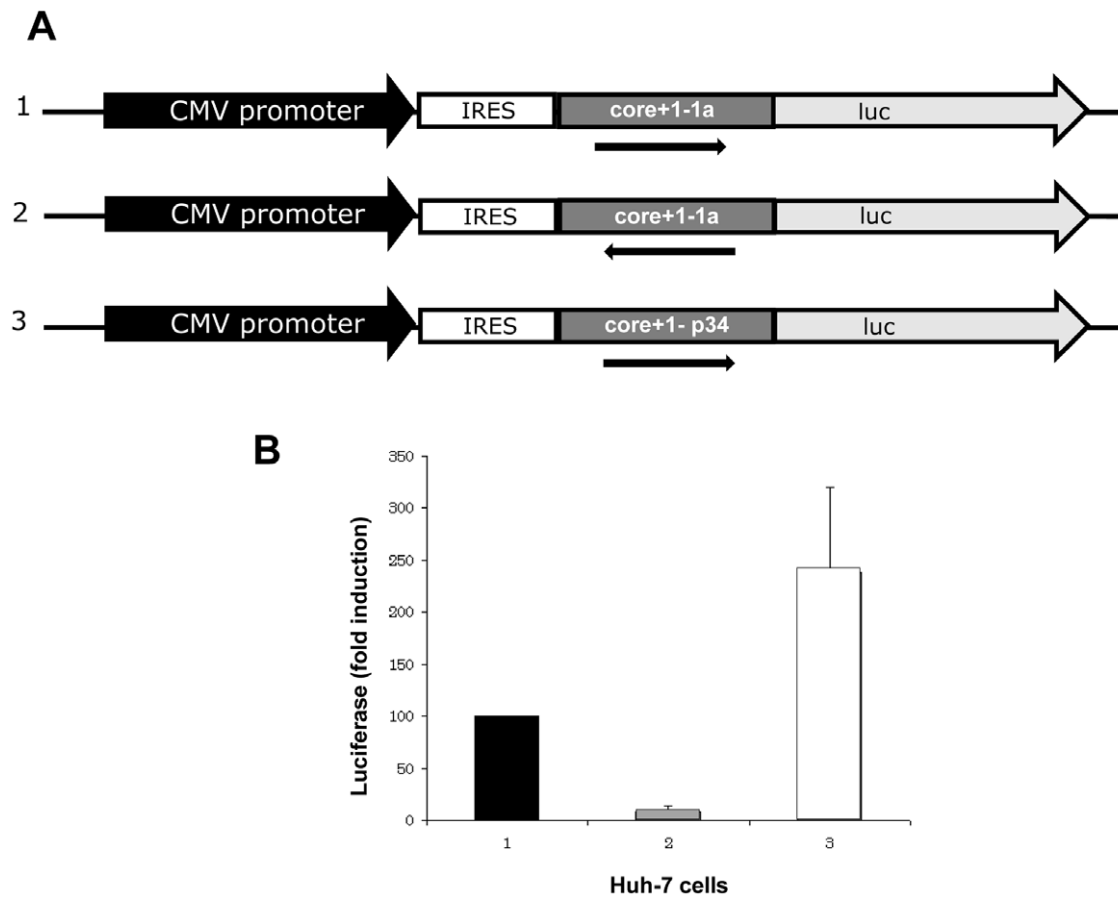 A
1 CMV promoter IRES core+1-1a luc
2 CMV promoter IRES core+1-1a luc
3 CMV promoter IRES core+1- p34 luc
B
Luciferase (fold induction)
350
300
250
200
150
100
50
0
1 2 3
Huh-7 cells